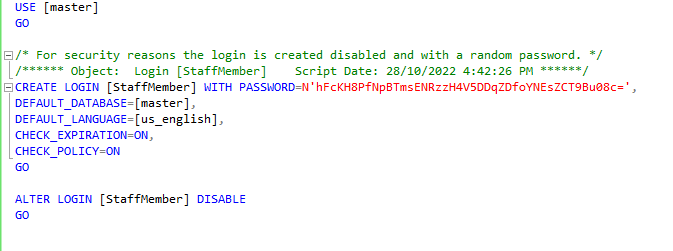 USE [master]
GO
/* For security reasons the login is created disabled and with a random password. */
/****** Object:  Login [StaffMember]    Script Date: 28/10/2022 4:42:26 PM ******/
CREATE LOGIN [StaffMember] WITH PASSWORD=N'hFcKH8PfNpBTmsENRzzH4V5DDqZDfoYNEsZCT9Bu08c=',
DEFAULT_DATABASE=[master],
DEFAULT_LANGUAGE=[us_english],
CHECK_EXPIRATION=ON,
CHECK_POLICY=ON
GO
ALTER LOGIN [StaffMember] DISABLE
GO